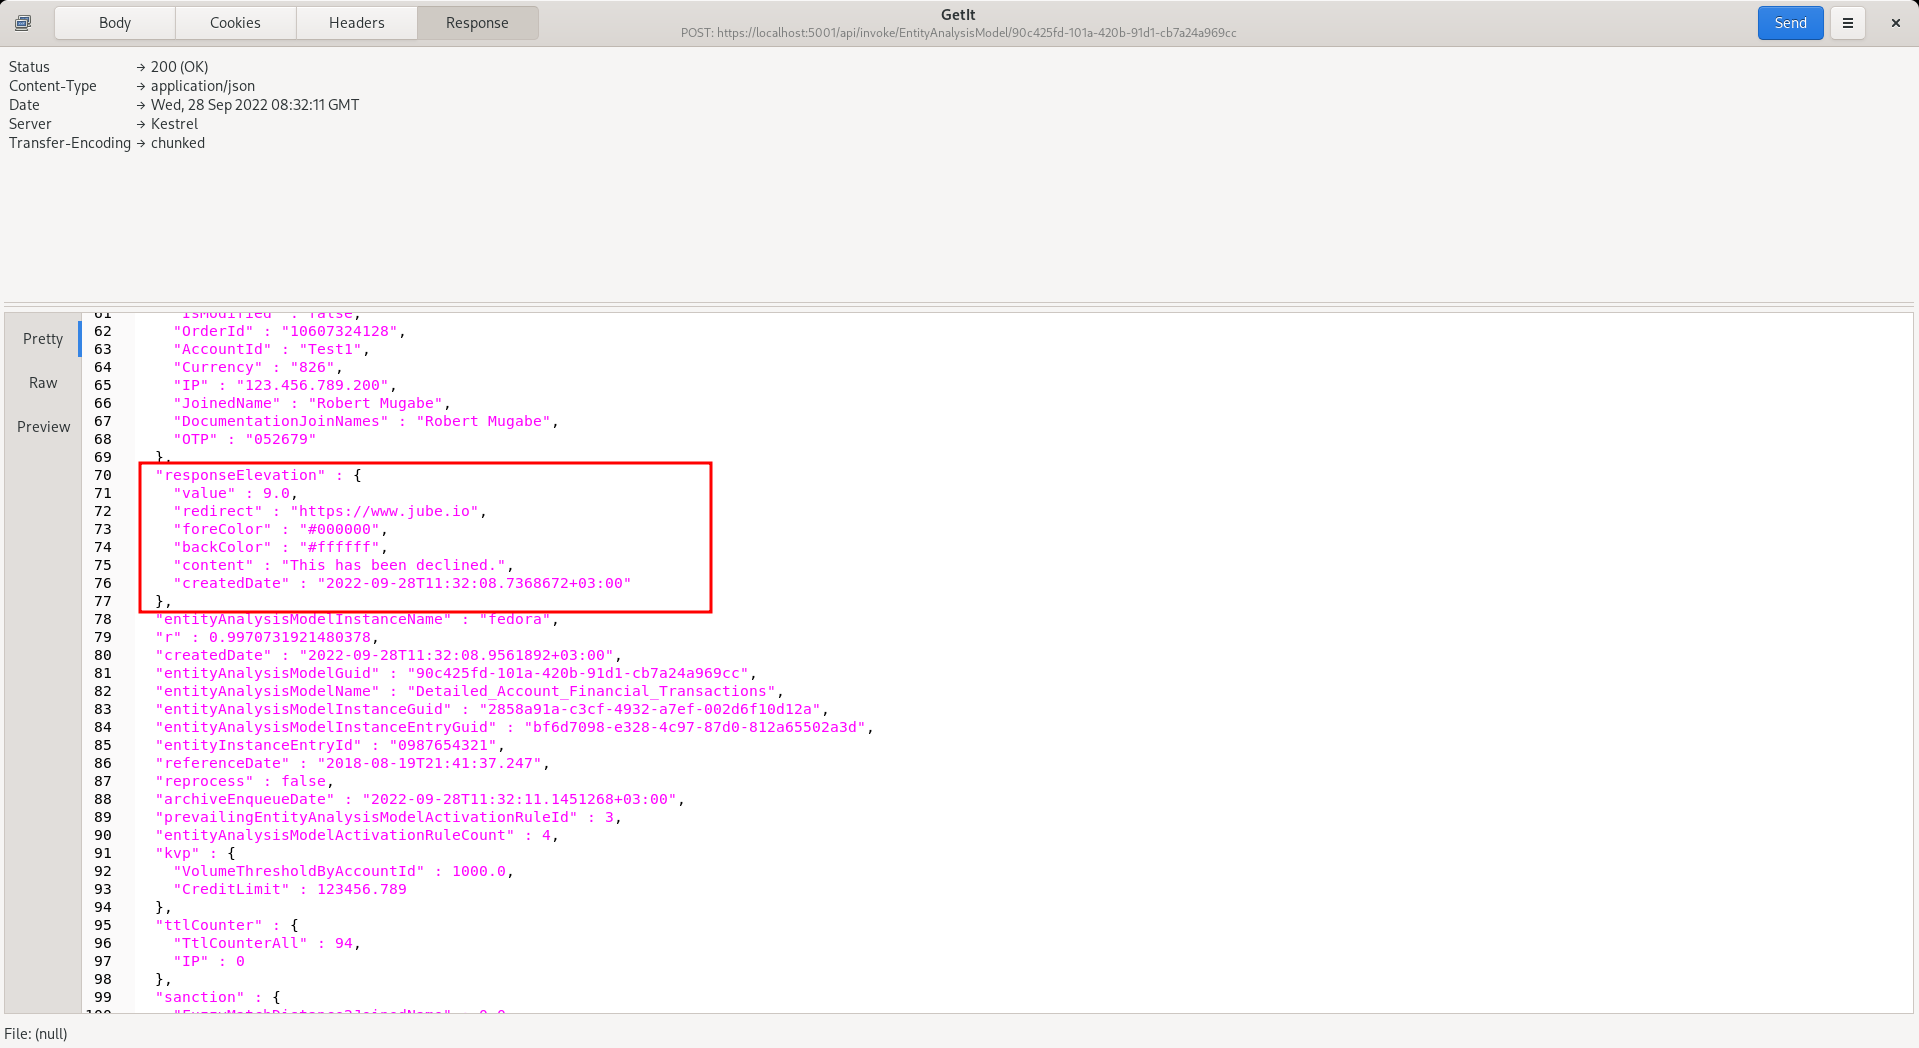 Body Cookies Headers Response GetIt Send
POST: https://localhost:5001/api/invoke/EntityAnalysisModel/90c425fd-101a-420b-91d1-cb7a24a969cc
Status → 200 (OK)
Content-Type → application/json
Date → Wed, 28 Sep 2022 08:32:11 GMT
Server → Kestrel
Transfer-Encoding → chunked
Pretty
Raw
Preview
61 "IsModified" : false,
62 "OrderId" : "10607324128",
63 "AccountId" : "Test1",
64 "Currency" : "826",
65 "IP" : "123.456.789.200",
66 "JoinedName" : "Robert Mugabe",
67 "DocumentationJoinNames" : "Robert Mugabe",
68 "OTP" : "052679"
69 },
70 "responseElevation" : {
71 "value" : 9.0,
72 "redirect" : "https://www.jube.io",
73 "foreColor" : "#000000",
74 "backColor" : "#ffffff",
75 "content" : "This has been declined.",
76 "createdDate" : "2022-09-28T11:32:08.7368672+03:00"
77 },
78 "entityAnalysisModelInstanceName" : "fedora",
79 "r" : 0.9970731921480378,
80 "createdDate" : "2022-09-28T11:32:08.9561892+03:00",
81 "entityAnalysisModelGuid" : "90c425fd-101a-420b-91d1-cb7a24a969cc",
82 "entityAnalysisModelName" : "Detailed_Account_Financial_Transactions",
83 "entityAnalysisModelInstanceGuid" : "2858a91a-c3cf-4932-a7ef-002d6f10d12a",
84 "entityAnalysisModelInstanceEntryGuid" : "bf6d7098-e328-4c97-87d0-812a65502a3d",
85 "entityInstanceEntryId" : "0987654321",
86 "referenceDate" : "2018-08-19T21:41:37.247",
87 "reprocess" : false,
88 "archiveEnqueueDate" : "2022-09-28T11:32:11.1451268+03:00",
89 "prevailingEntityAnalysisModelActivationRuleId" : 3,
90 "entityAnalysisModelActivationRuleCount" : 4,
91 "kvp" : {
92 "VolumeThresholdByAccountId" : 1000.0,
93 "CreditLimit" : 123456.789
94 },
95 "ttlCounter" : {
96 "TtlCounterAll" : 94,
97 "IP" : 0
98 },
99 "sanction" : {
100 "FuzzyMatchDistance2JoinedName" : 0.0
File: (null)